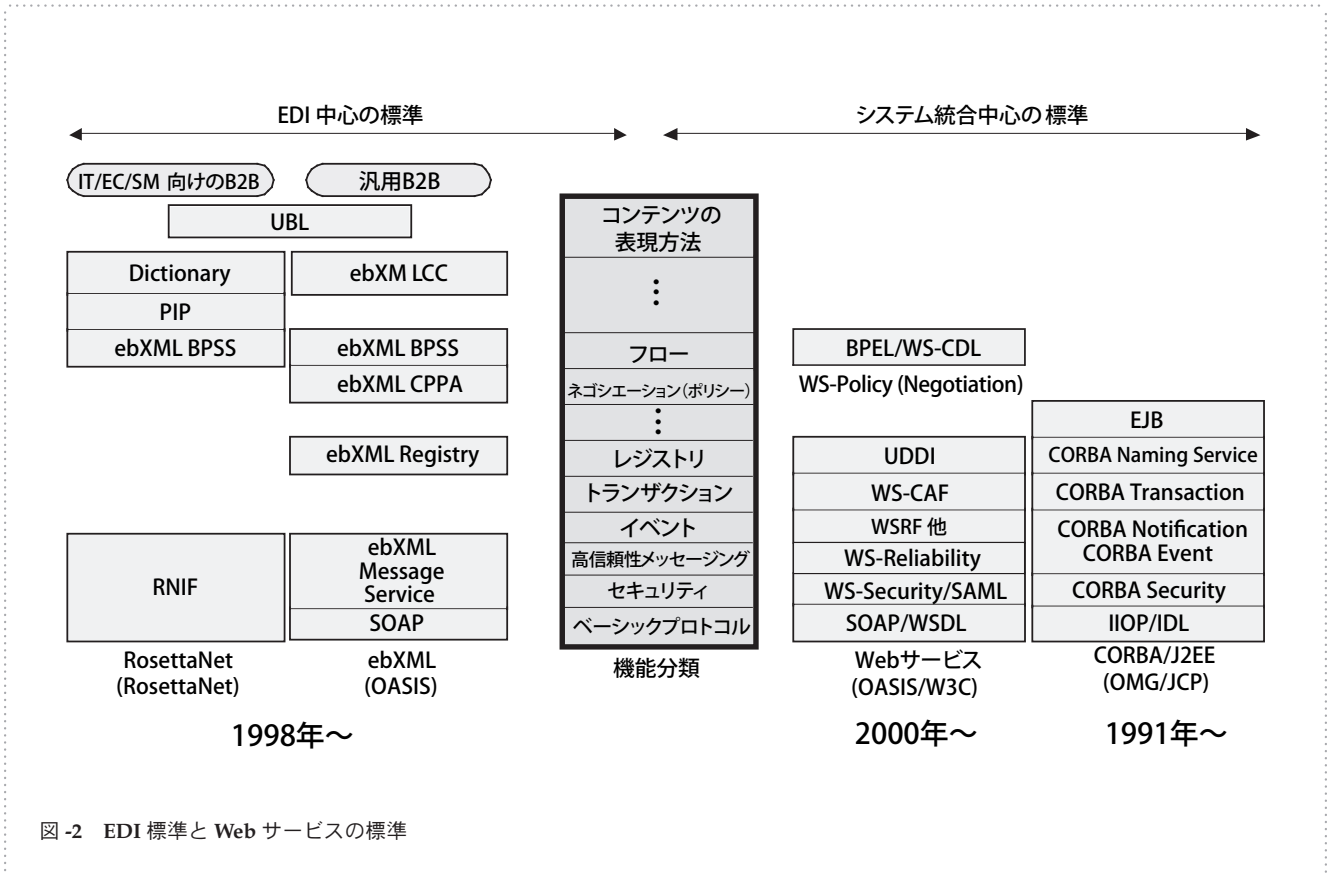 EDI 中心の標準
システム統合中心の標準
IT/EC/SM 向けのB2B
汎用B2B
UBL
Dictionary
PIP
ebXML BPSS
ebXM LCC
ebXML BPSS
ebXML CPPA
ebXML Registry
RNIF
ebXML
Message
Service
SOAP
RosettaNet
(RosettaNet)
ebXML
(OASIS)
1998年～
コンテンツの
表現方法
⋮
フロー
ネゴシエーション(ポリシー)
⋮
レジストリ
トランザクション
イベント
高信頼性メッセージング
セキュリティ
ベーシックプロトコル
機能分類
BPEL/WS-CDL
WS-Policy (Negotiation)
UDDI
WS-CAF
WSRF 他
WS-Reliability
WS-Security/SAML
SOAP/WSDL
Webサービス
(OASIS/W3C)
2000年～
EJB
CORBA Naming Service
CORBA Transaction
CORBA Notification
CORBA Event
CORBA Security
IIOP/IDL
CORBA/J2EE
(OMG/JCP)
1991年～
図 -2 EDI 標準と Web サービスの標準